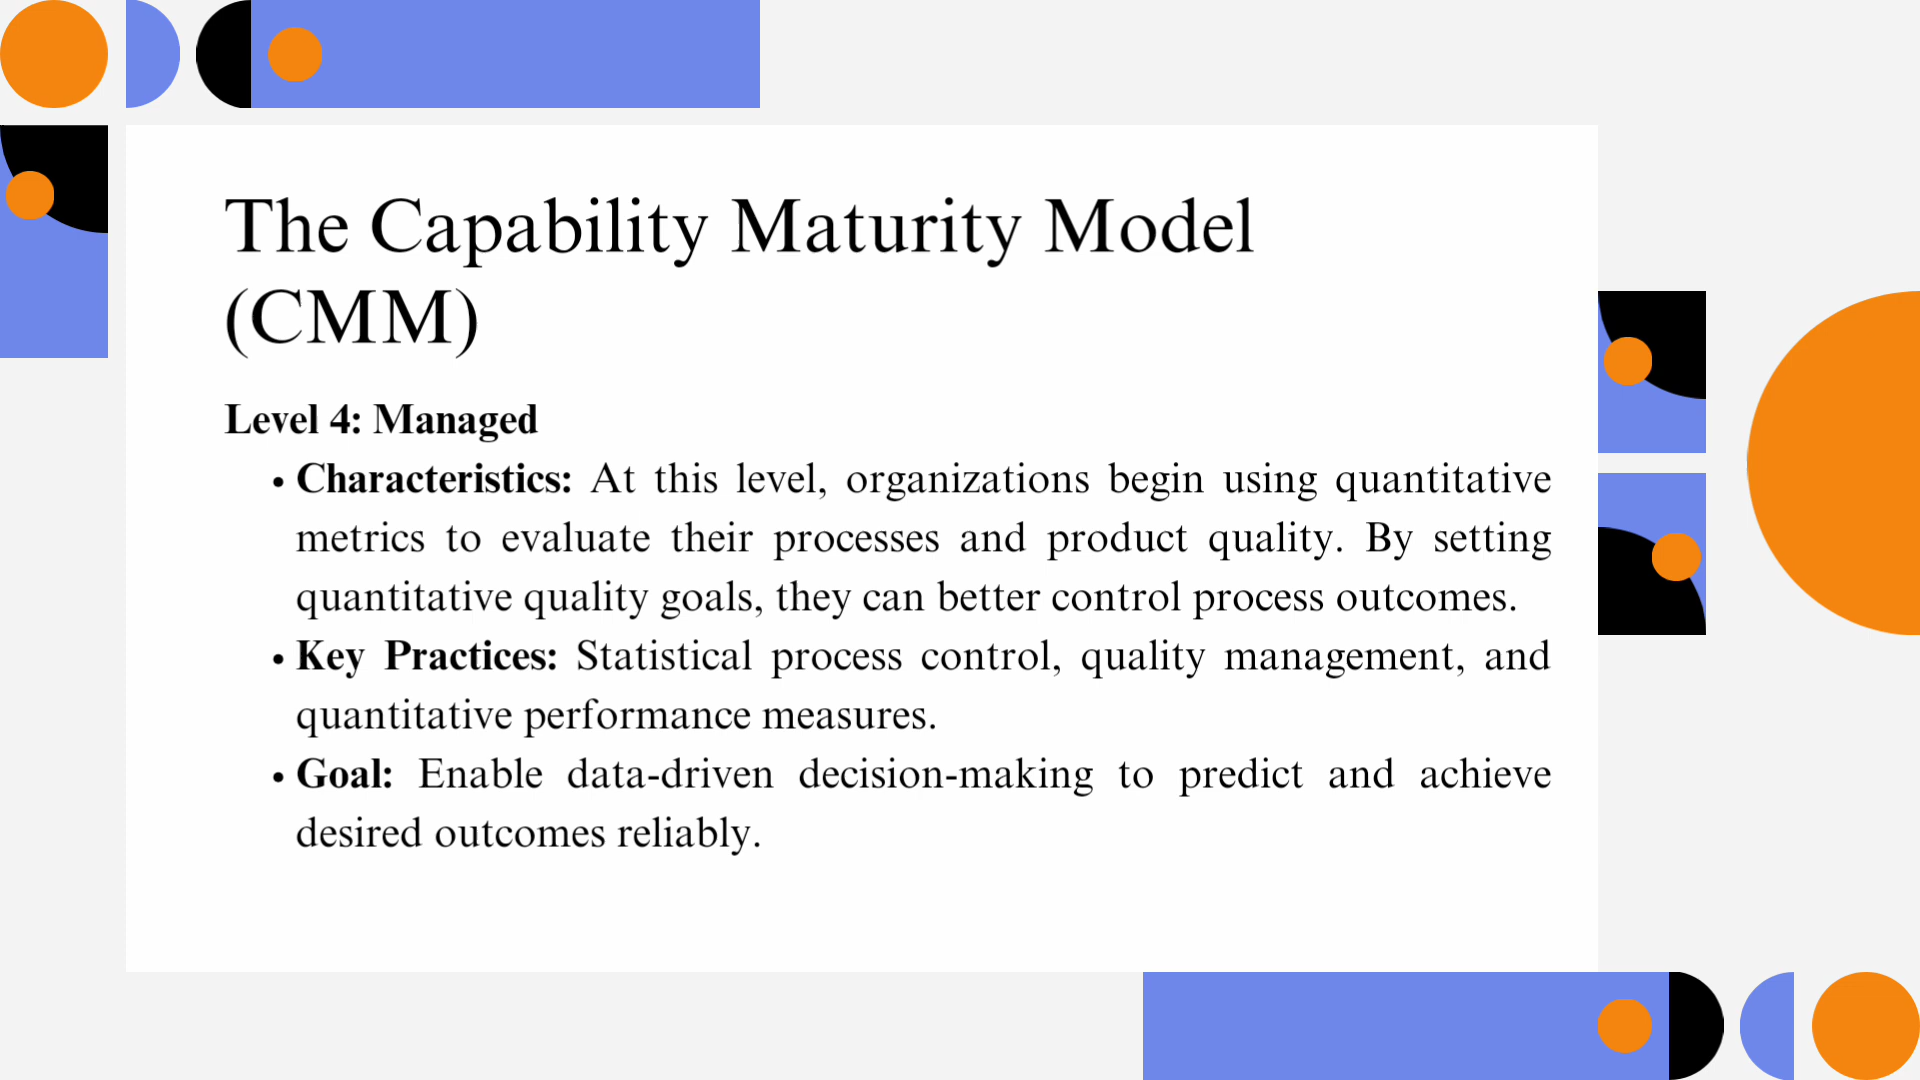 The Capability Maturity Model
(CMM)
Level 4: Managed
• Characteristics: At this level, organizations begin using quantitative
metrics to evaluate their processes and product quality. By setting
quantitative quality goals, they can better control process outcomes.
• Key Practices: Statistical process control, quality management, and
quantitative performance measures.
• Goal: Enable data-driven decision-making to predict and achieve
desired outcomes reliably.